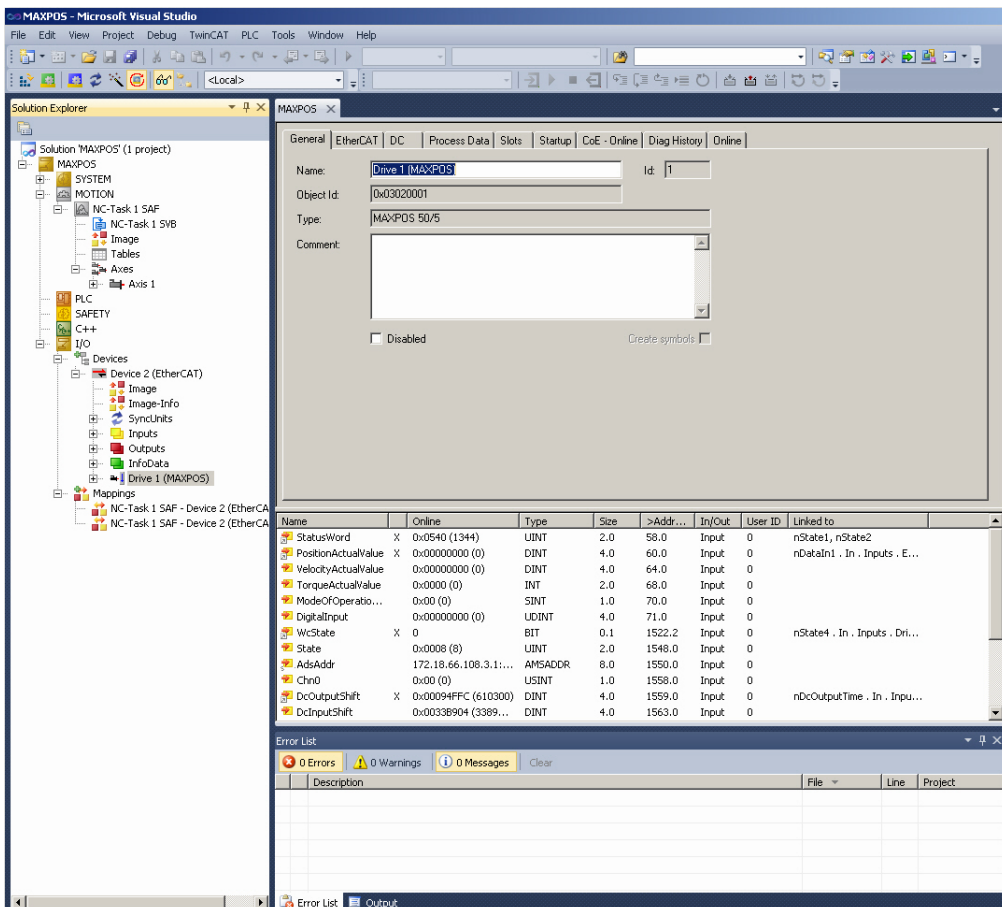 MAXPOS - Microsoft Visual Studio
File Edit View Project Debug TwinCAT PLC Tools Window Help
<Local>
Solution Explorer
MAXPOS
Solution 'MAXPOS' (1 project)
MAXPOS
SYSTEM
MOTION
NC-Task 1 SAF
NC-Task 1 SVB
Image
Tables
Axes
Axis 1
PLC
SAFETY
C++
I/O
Devices
Device 2 (EtherCAT)
Image
Image-Info
SyncUnits
Inputs
Outputs
InfoData
Drive 1 (MAXPOS)
Mappings
NC-Task 1 SAF - Device 2 (EtherCA
NC-Task 1 SAF - Device 2 (EtherCA
General EtherCAT DC Process Data Slots Startup CoE - Online Diag History Online
Name: Drive 1 (MAXPOS) Id: 1
Object Id: 0x03020001
Type: MAXPOS 50/5
Comment:
Disabled Create symbols
Name Online Type Size >Addr... In/Out User ID Linked to
StatusWord X 0x0540 (1344) UINT 2.0 58.0 Input 0 nState1, nState2
PositionActualValue X 0x00000000 (0) DINT 4.0 60.0 Input 0 nDataIn1 . In . Inputs . E...
VelocityActualValue 0x00000000 (0) DINT 4.0 64.0 Input 0
TorqueActualValue 0x0000 (0) INT 2.0 68.0 Input 0
ModeOfOperatio... 0x00 (0) SINT 1.0 70.0 Input 0
DigitalInput 0x00000000 (0) UDINT 4.0 71.0 Input 0
WcState X 0 BIT 0.1 1522.2 Input 0 nState4 . In . Inputs . Dri...
State 0x0008 (8) UINT 2.0 1548.0 Input 0
AdsAddr 172.18.66.108.3.1:... AMSADDR 8.0 1550.0 Input 0
Chn0 0x00 (0) USINT 1.0 1558.0 Input 0
DcOutputShift X 0x00094FFC (610300) DINT 4.0 1559.0 Input 0 nDcOutputTime . In . Inpu...
DcInputShift 0x0033B904 (3389... DINT 4.0 1563.0 Input 0
Error List
0 Errors 0 Warnings 0 Messages Clear
Description File Line Project
Error List Output